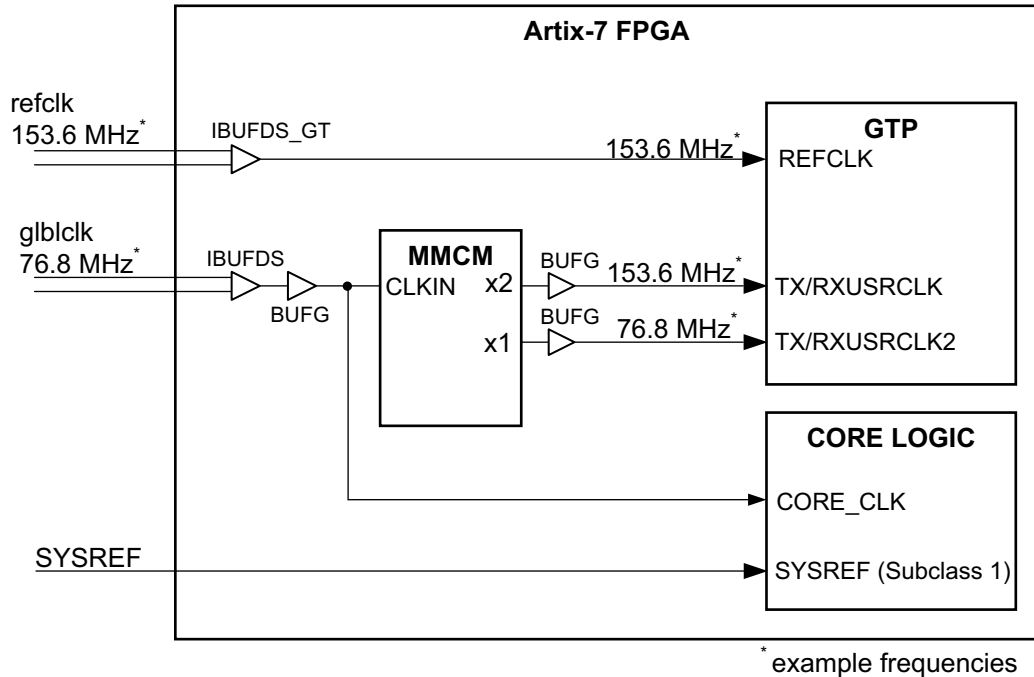 Artix-7 FPGA
refclk
153.6 MHz*
IBUFDS_GT
153.6 MHz*
GTP
REFCLK
glblclk
76.8 MHz*
IBUFDS
BUFG
MMCM
CLKIN
x2
x1
BUFG
153.6 MHz*
TX/RXUSRCLK
BUFG
76.8 MHz*
TX/RXUSRCLK2
CORE LOGIC
CORE_CLK
SYSREF
SYSREF (Subclass 1)
* example frequencies